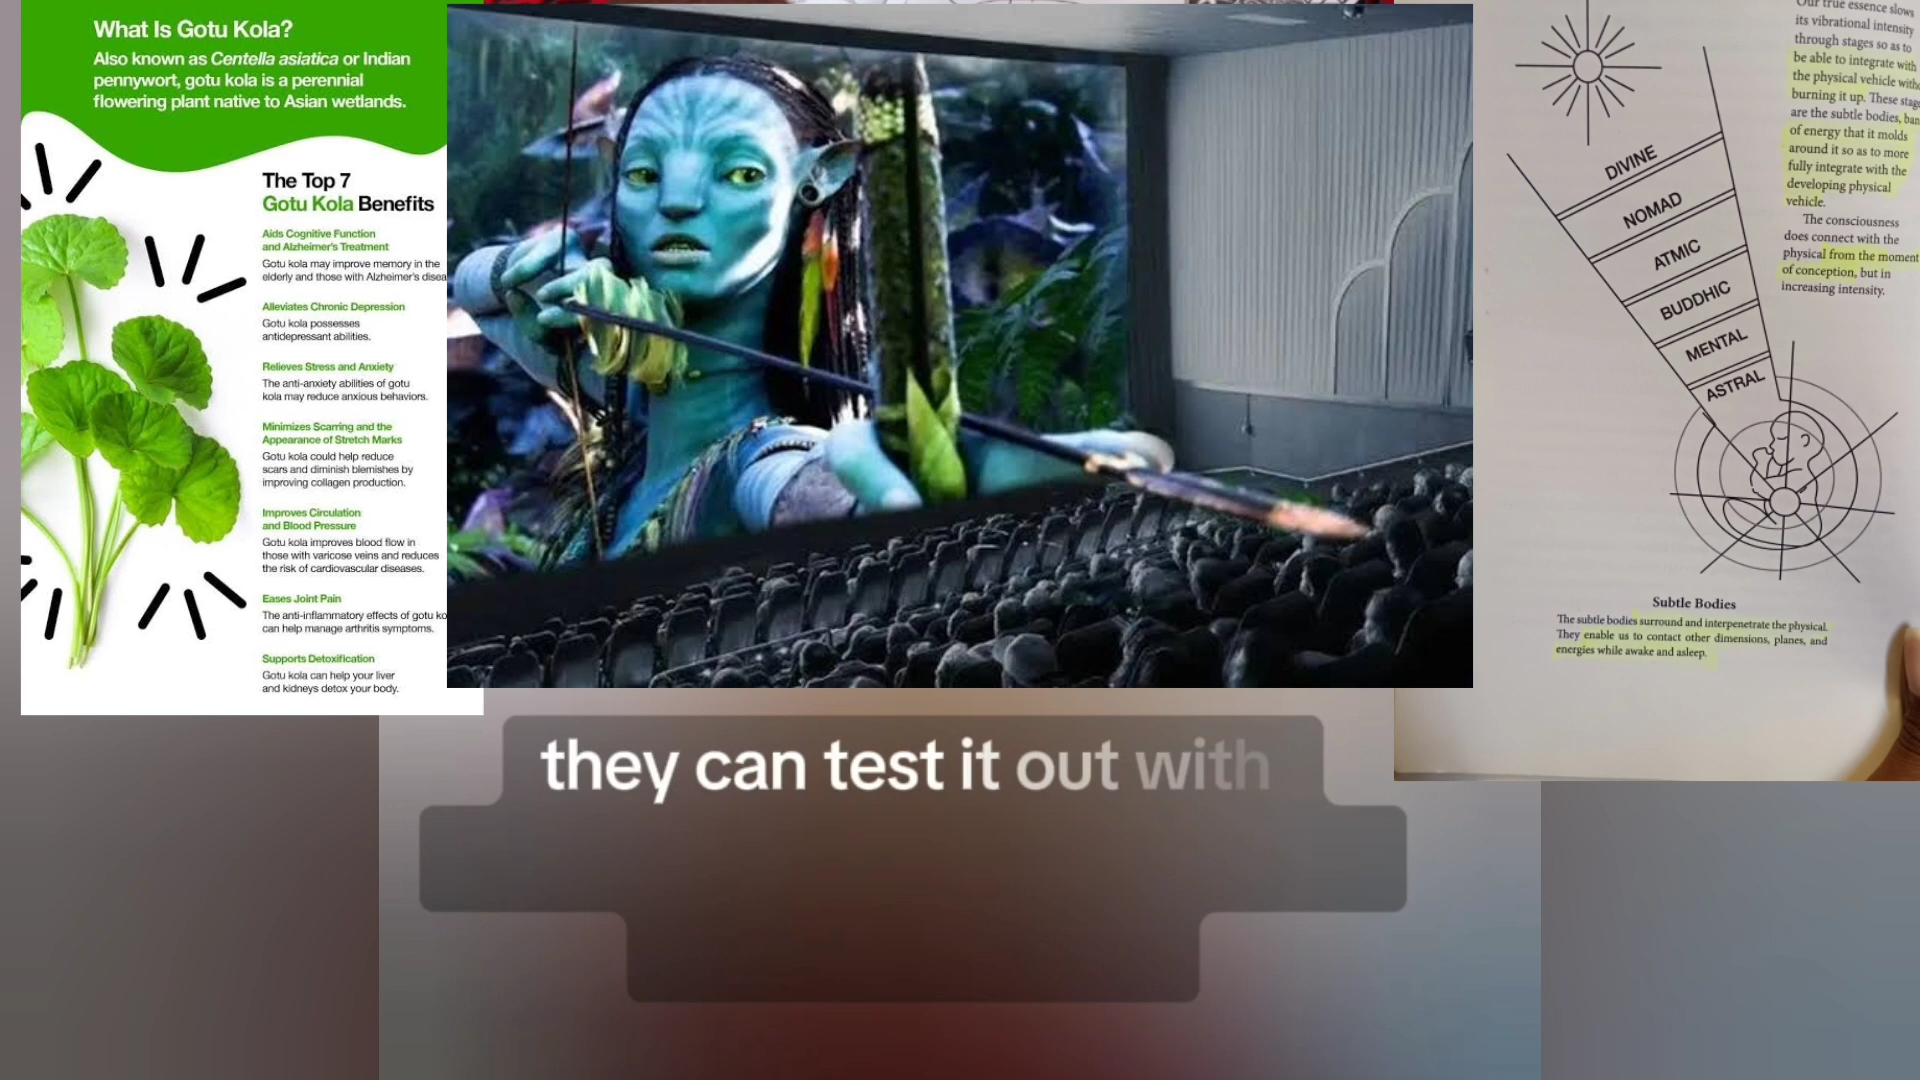 What Is Gotu Kola?
Also known as Centella asiatica or Indian
pennywort, gotu kola is a perennial
flowering plant native to Asian wetlands.
The Top 7
Gotu Kola Benefits
Aids Cognitive Function
and Alzheimer's Treatment
Gotu kola may improve memory in the
elderly and those with Alzheimer's disea
Alleviates Chronic Depression
Gotu kola possesses
antidepressant abilities.
Relieves Stress and Anxiety
The anti-anxiety abilities of gotu
kola may reduce anxious behaviors.
Minimizes Scarring and the
Appearance of Stretch Marks
Gotu kola could help reduce
scars and diminish blemishes by
improving collagen production.
Improves Circulation
and Blood Pressure
Gotu kola improves blood flow in
those with varicose veins and reduces
the risk of cardiovascular diseases.
Eases Joint Pain
The anti-inflammatory effects of gotu ko
can help manage arthritis symptoms.
Supports Detoxification
Gotu kola can help your liver
and kidneys detox your body.
they can test it out with
Our true essence slows
its vibrational intensity
through stages so as to
be able to integrate with
the physical vehicle witho
burning it up. These stag
are the subtle bodies, ban
of energy that it molds
around it so as to more
fully integrate with the
developing physical
vehicle.
The consciousness
does connect with the
physical from the moment
of conception, but in
increasing intensity.
DIVINE
NOMAD
ATMIC
BUDDHIC
MENTAL
ASTRAL
Subtle Bodies
The subtle bodies surround and interpenetrate the physical.
They enable us to contact other dimensions, planes, and
energies while awake and asleep.